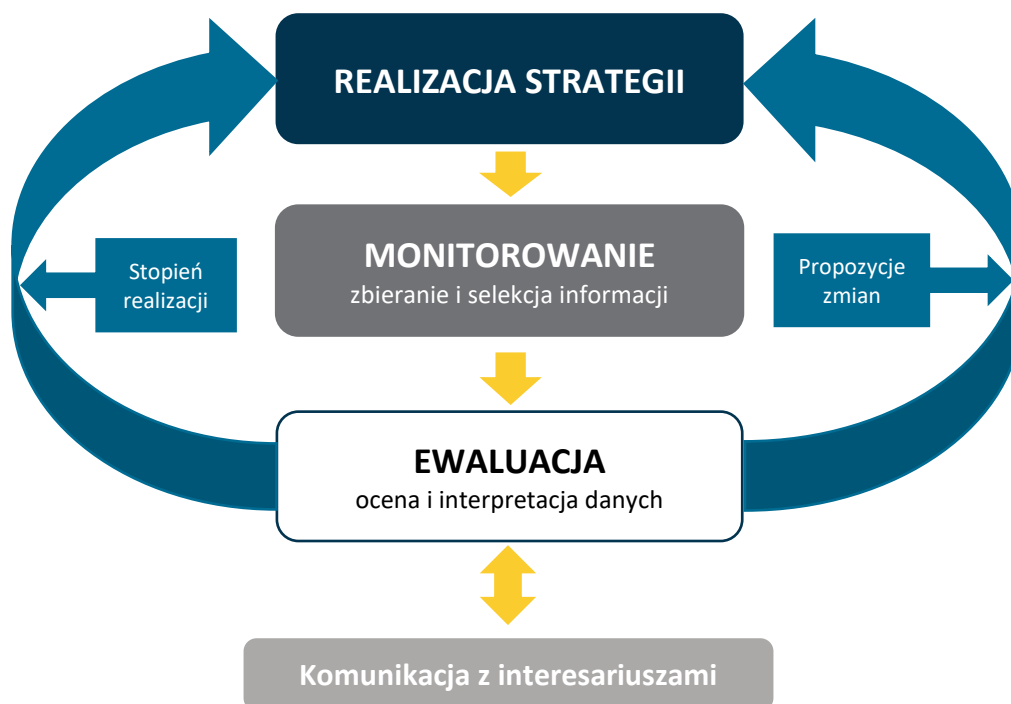 REALIZACJA STRATEGII
MONITOROWANIE
zbieranie i selekcja informacji
Stopień
realizacji
Propozycje
zmian
EWALUACJA
ocena i interpretacja danych
Komunikacja z interesariuszami